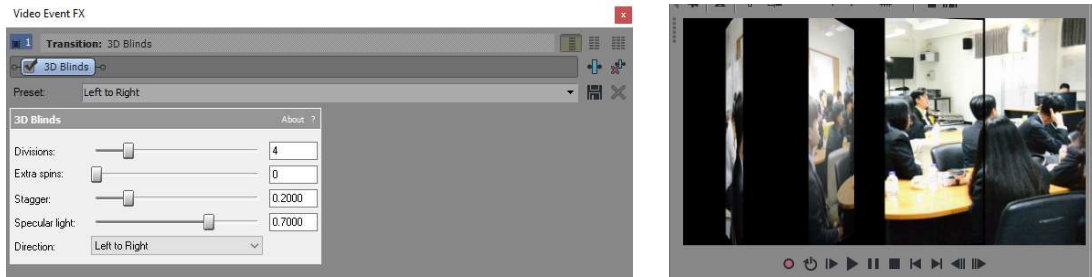 Video Event FX
x
1 Transition: 3D Blinds
3D Blinds
Preset: Left to Right
3D Blinds About ?
Divisions: 4
Extra spins: 0
Stagger: 0.2000
Specular light: 0.7000
Direction: Left to Right